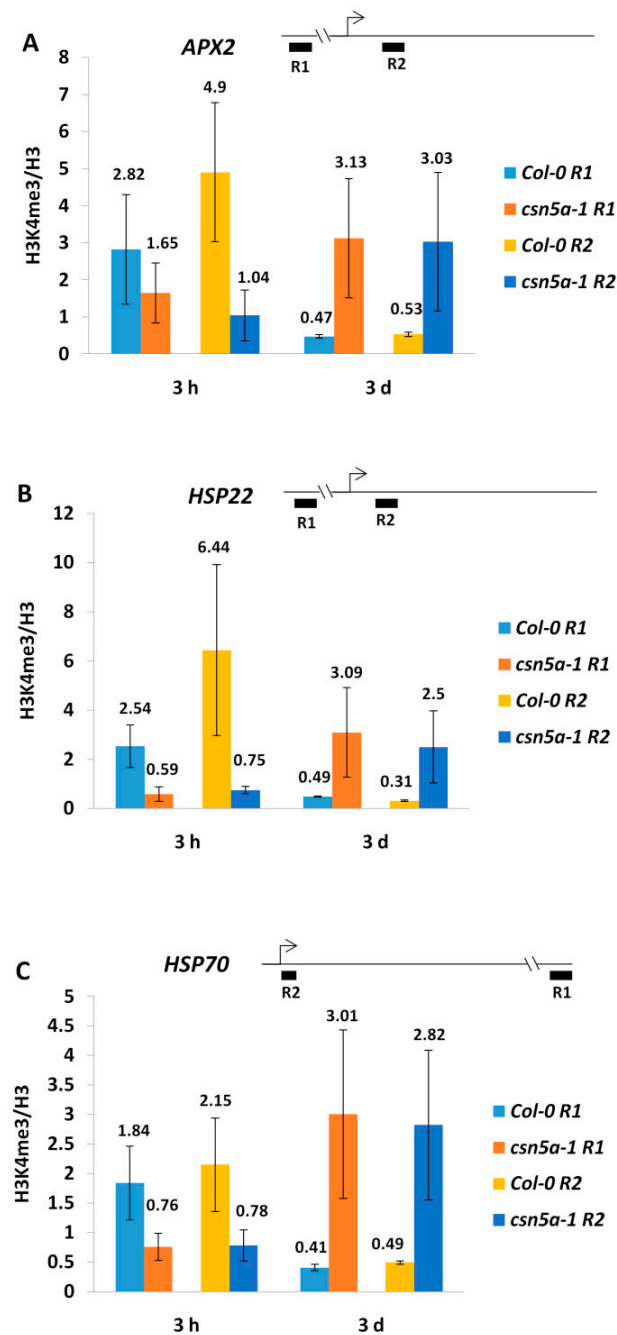 A
APX2
R1
R2
8
7
6
5
4
3
2
1
0
H3K4me3/H3
2.82
1.65
4.9
1.04
0.47
3.13
0.53
3.03
3 h
3 d
Col-0 R1
csn5a-1 R1
Col-0 R2
csn5a-1 R2
B
HSP22
R1
R2
12
10
8
6
4
2
0
H3K4me3/H3
2.54
0.59
6.44
0.75
0.49
3.09
0.31
2.5
3 h
3 d
Col-0 R1
csn5a-1 R1
Col-0 R2
csn5a-1 R2
C
HSP70
R2
R1
5
4.5
4
3.5
3
2.5
2
1.5
1
0.5
0
H3K4me3/H3
1.84
0.76
2.15
0.78
0.41
3.01
0.49
2.82
3 h
3 d
Col-0 R1
csn5a-1 R1
Col-0 R2
csn5a-1 R2